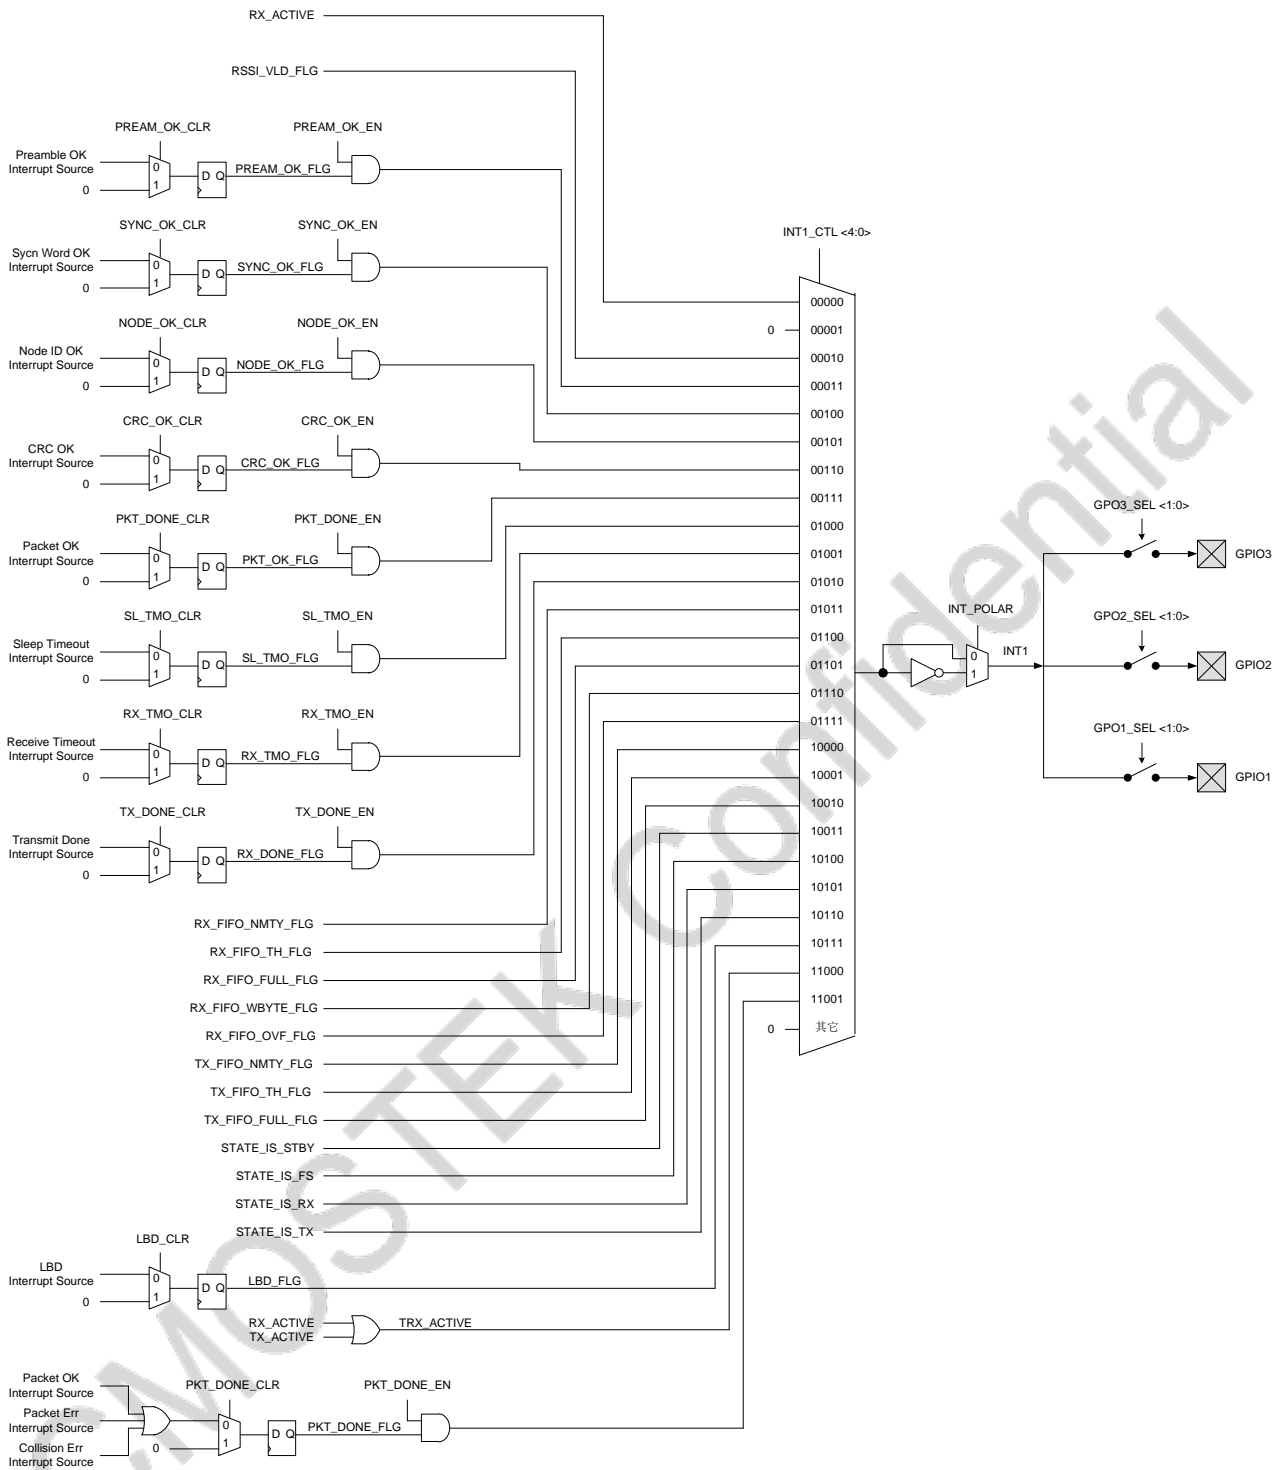 RX_ACTIVE
RSSI_VLD_FLG
PREAM_OK_CLR
PREAM_OK_EN
Preamble OK
Interrupt Source
0
0
1
D Q
PREAM_OK_FLG
SYNC_OK_CLR
SYNC_OK_EN
Sycn Word OK
Interrupt Source
0
0
1
D Q
SYNC_OK_FLG
NODE_OK_CLR
NODE_OK_EN
Node ID OK
Interrupt Source
0
0
1
D Q
NODE_OK_FLG
CRC_OK_CLR
CRC_OK_EN
CRC OK
Interrupt Source
0
0
1
D Q
CRC_OK_FLG
PKT_DONE_CLR
PKT_DONE_EN
Packet OK
Interrupt Source
0
0
1
D Q
PKT_OK_FLG
SL_TMO_CLR
SL_TMO_EN
Sleep Timeout
Interrupt Source
0
0
1
D Q
SL_TMO_FLG
RX_TMO_CLR
RX_TMO_EN
Receive Timeout
Interrupt Source
0
0
1
D Q
RX_TMO_FLG
TX_DONE_CLR
TX_DONE_EN
Transmit Done
Interrupt Source
0
0
1
D Q
RX_DONE_FLG
RX_FIFO_NMTY_FLG
RX_FIFO_TH_FLG
RX_FIFO_FULL_FLG
RX_FIFO_WBYTE_FLG
RX_FIFO_OVF_FLG
TX_FIFO_NMTY_FLG
TX_FIFO_TH_FLG
TX_FIFO_FULL_FLG
STATE_IS_STBY
STATE_IS_FS
STATE_IS_RX
STATE_IS_TX
LBD_CLR
LBD
Interrupt Source
0
0
1
D Q
LBD_FLG
RX_ACTIVE
TX_ACTIVE
TRX_ACTIVE
Packet OK
Interrupt Source
Packet Err
Interrupt Source
Collision Err
Interrupt Source
PKT_DONE_CLR
PKT_DONE_EN
0
0
1
D Q
PKT_DONE_FLG
INT1_CTL <4:0>
00000
0
00001
00010
00011
00100
00101
00110
00111
01000
01001
01010
01011
01100
01101
01110
01111
10000
10001
10010
10011
10100
10101
10110
10111
11000
11001
0
其它
INT_POLAR
0
1
INT1
GPO3_SEL <1:0>
GPIO3
GPO2_SEL <1:0>
GPIO2
GPO1_SEL <1:0>
GPIO1
CMOSTEK Confidential